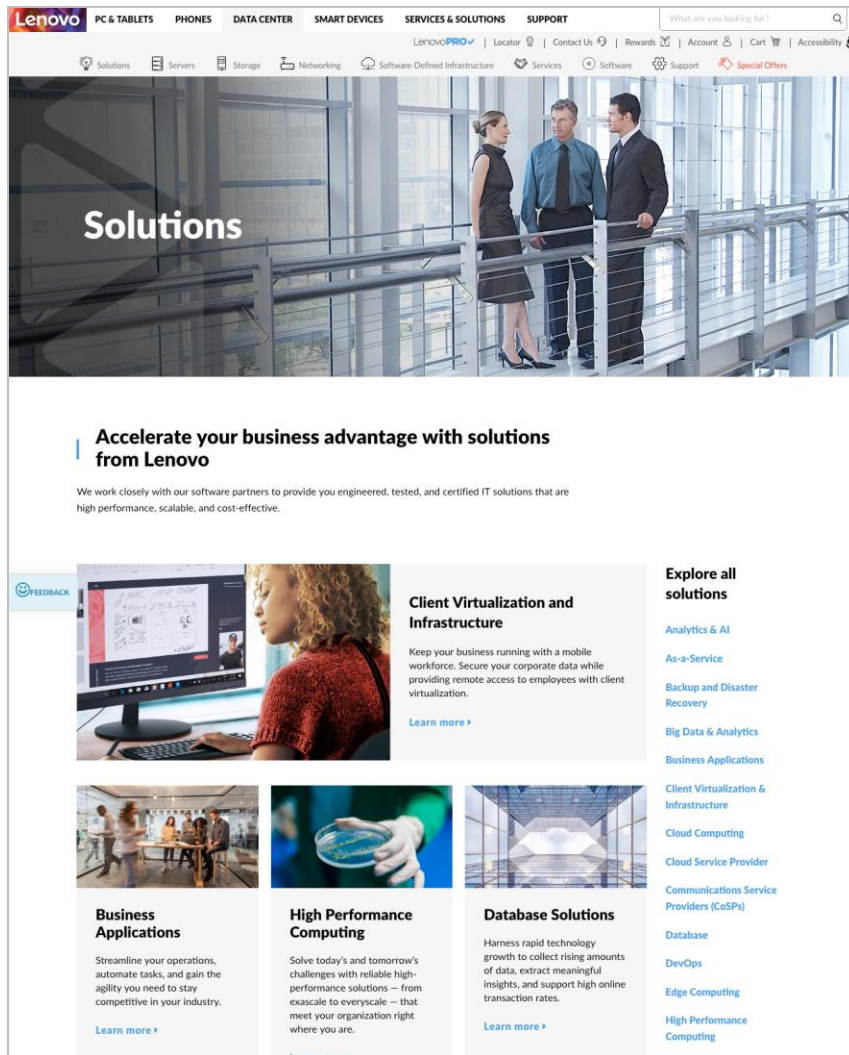 Lenovo
PC & TABLETS PHONES DATA CENTER SMART DEVICES SERVICES & SOLUTIONS SUPPORT
What are you looking for?
LenovoPRO | Locator | Contact Us | Rewards | Account | Cart | Accessibility
Solutions Servers Storage Networking Software-Defined Infrastructure Services Software Support Special Offers
Solutions
Accelerate your business advantage with solutions
from Lenovo
We work closely with our software partners to provide you engineered, tested, and certified IT solutions that are
high performance, scalable, and cost-effective.
FEEDBACK
Client Virtualization and
Infrastructure
Keep your business running with a mobile
workforce. Secure your corporate data while
providing remote access to employees with client
virtualization.
Learn more
Business
Applications
Streamline your operations,
automate tasks, and gain the
agility you need to stay
competitive in your industry.
Learn more
High Performance
Computing
Solve today's and tomorrow's
challenges with reliable high-
performance solutions — from
exascale to everyscale — that
meet your organization right
where you are.
Database Solutions
Harness rapid technology
growth to collect rising amounts
of data, extract meaningful
insights, and support high online
transaction rates.
Learn more
Explore all
solutions
Analytics & AI
As-a-Service
Backup and Disaster
Recovery
Big Data & Analytics
Business Applications
Client Virtualization &
Infrastructure
Cloud Computing
Cloud Service Provider
Communications Service
Providers (CoSPs)
Database
DevOps
Edge Computing
High Performance
Computing